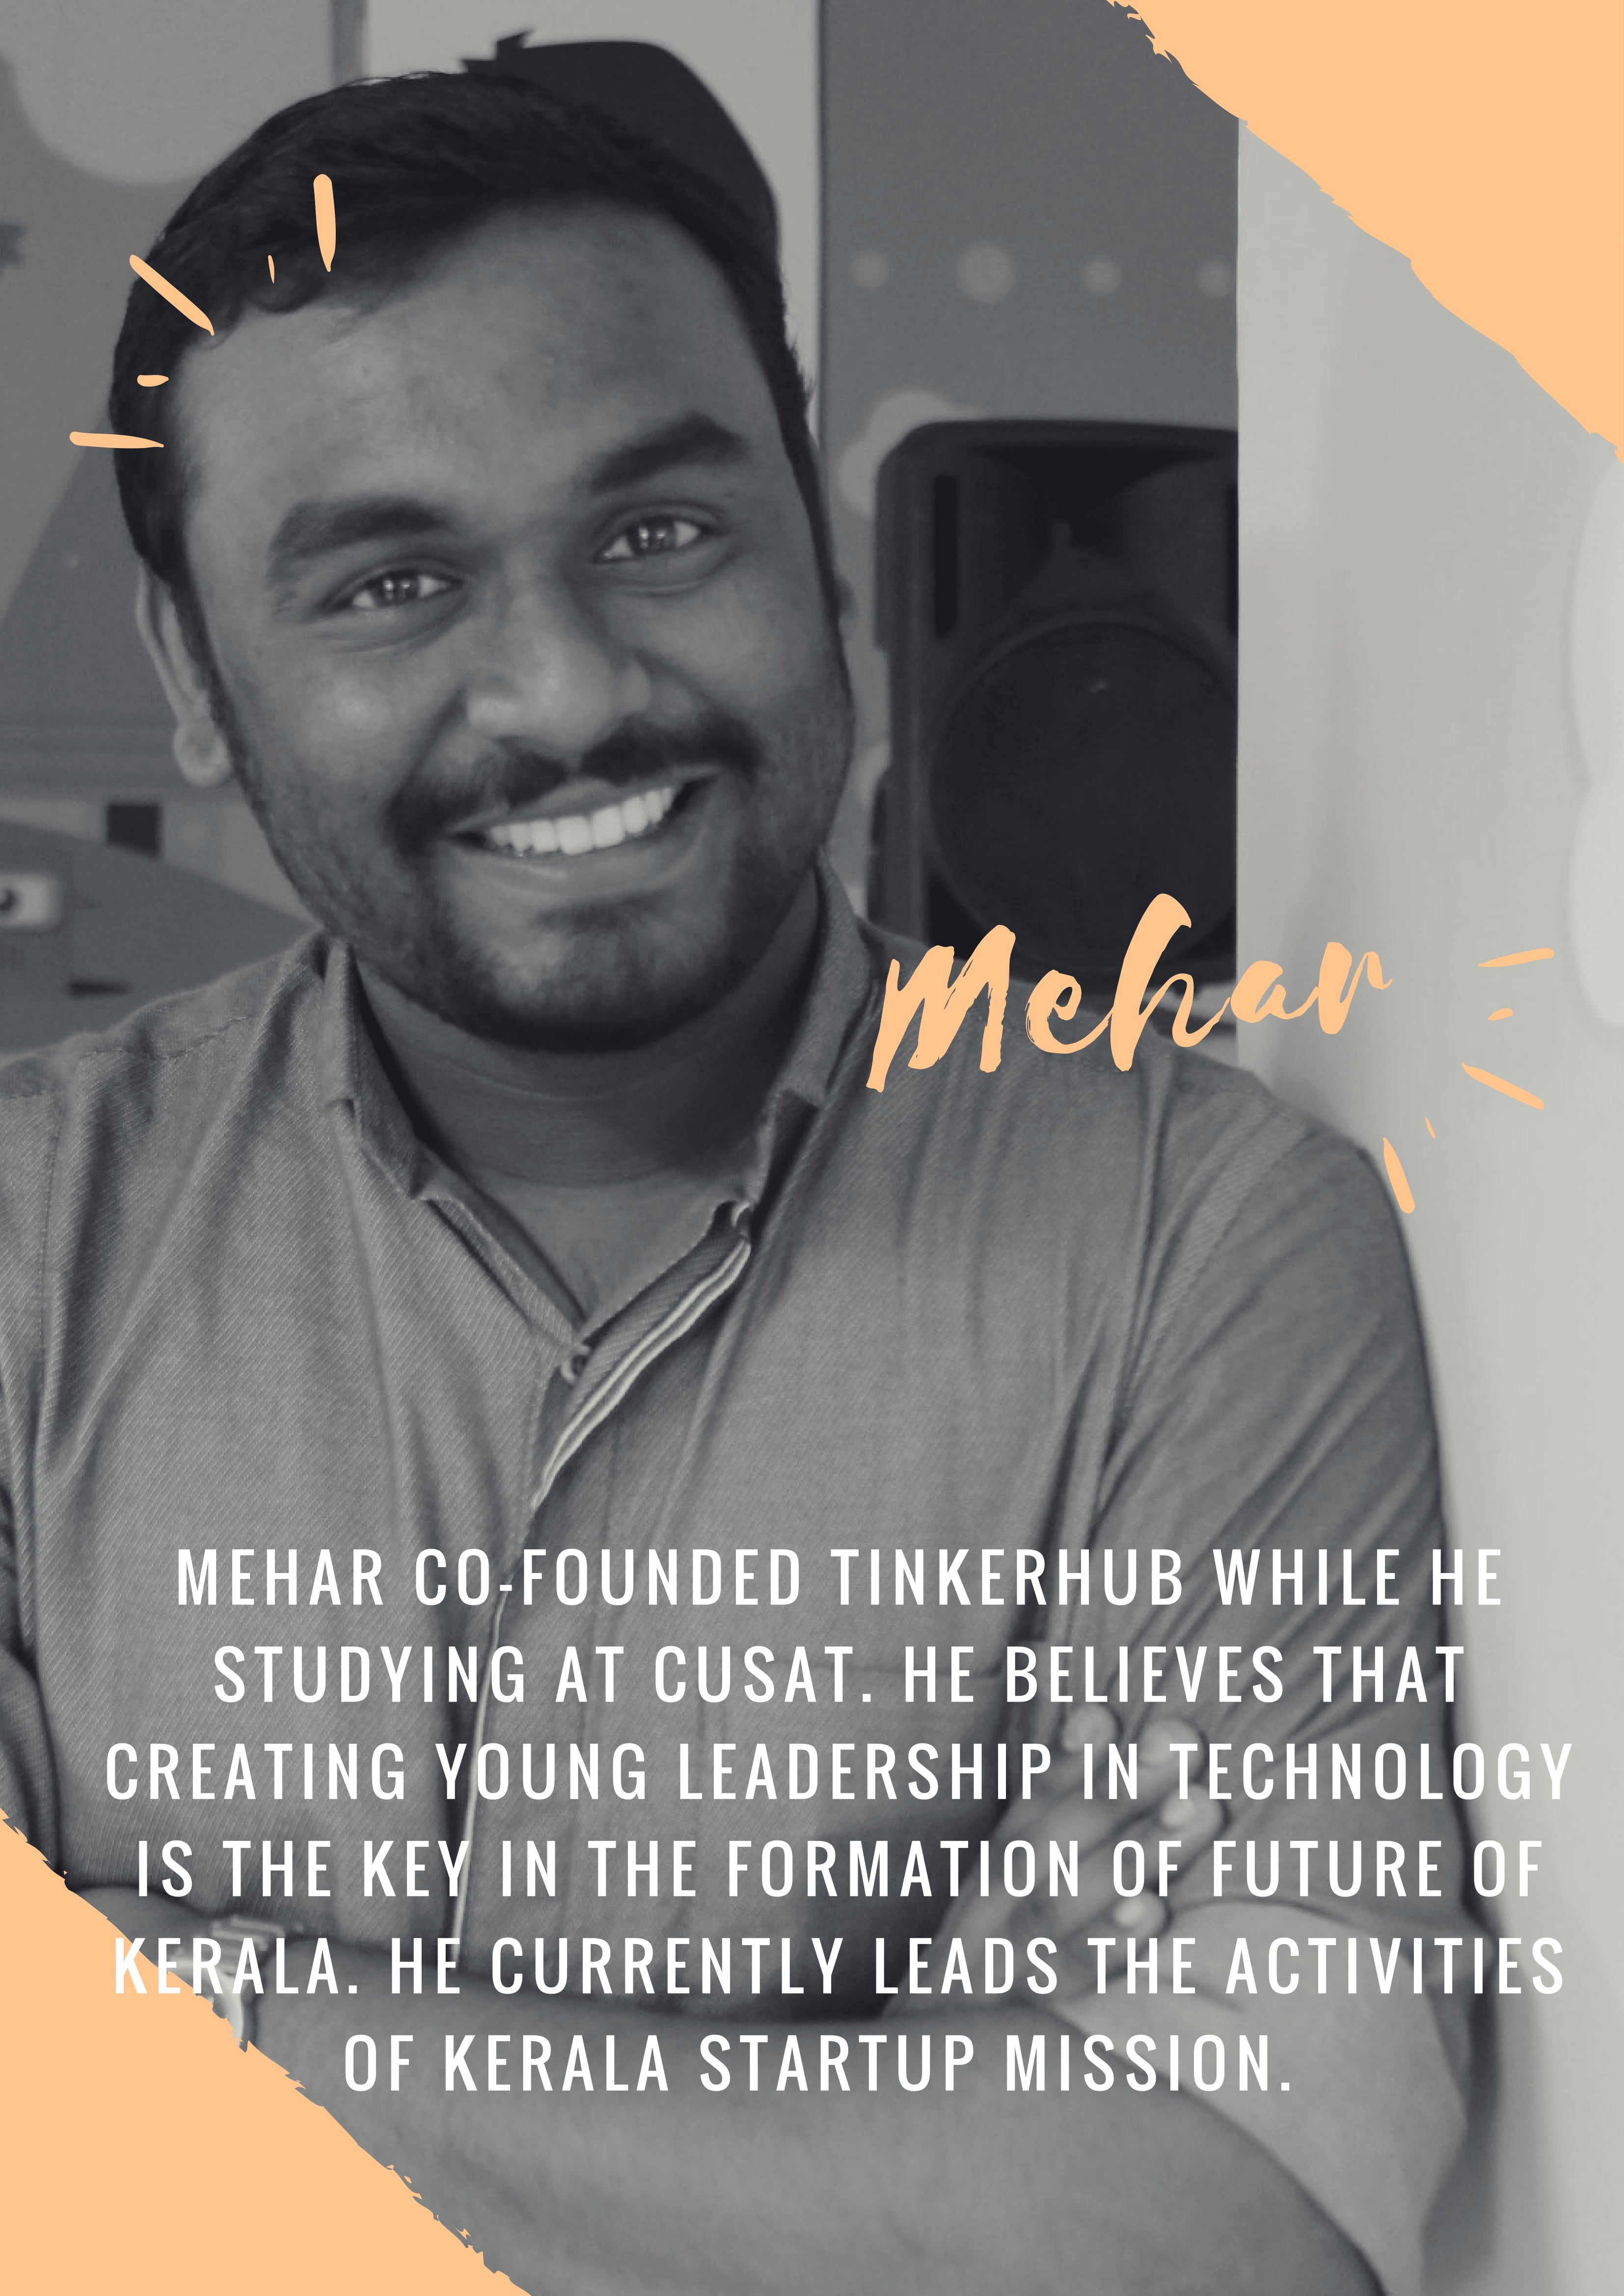 Mehar
MEHAR CO-FOUNDED TINKERHUB WHILE HE
STUDYING AT CUSAT. HE BELIEVES THAT
CREATING YOUNG LEADERSHIP IN TECHNOLOGY
IS THE KEY IN THE FORMATION OF FUTURE OF
KERALA. HE CURRENTLY LEADS THE ACTIVITIES
OF KERALA STARTUP MISSION.